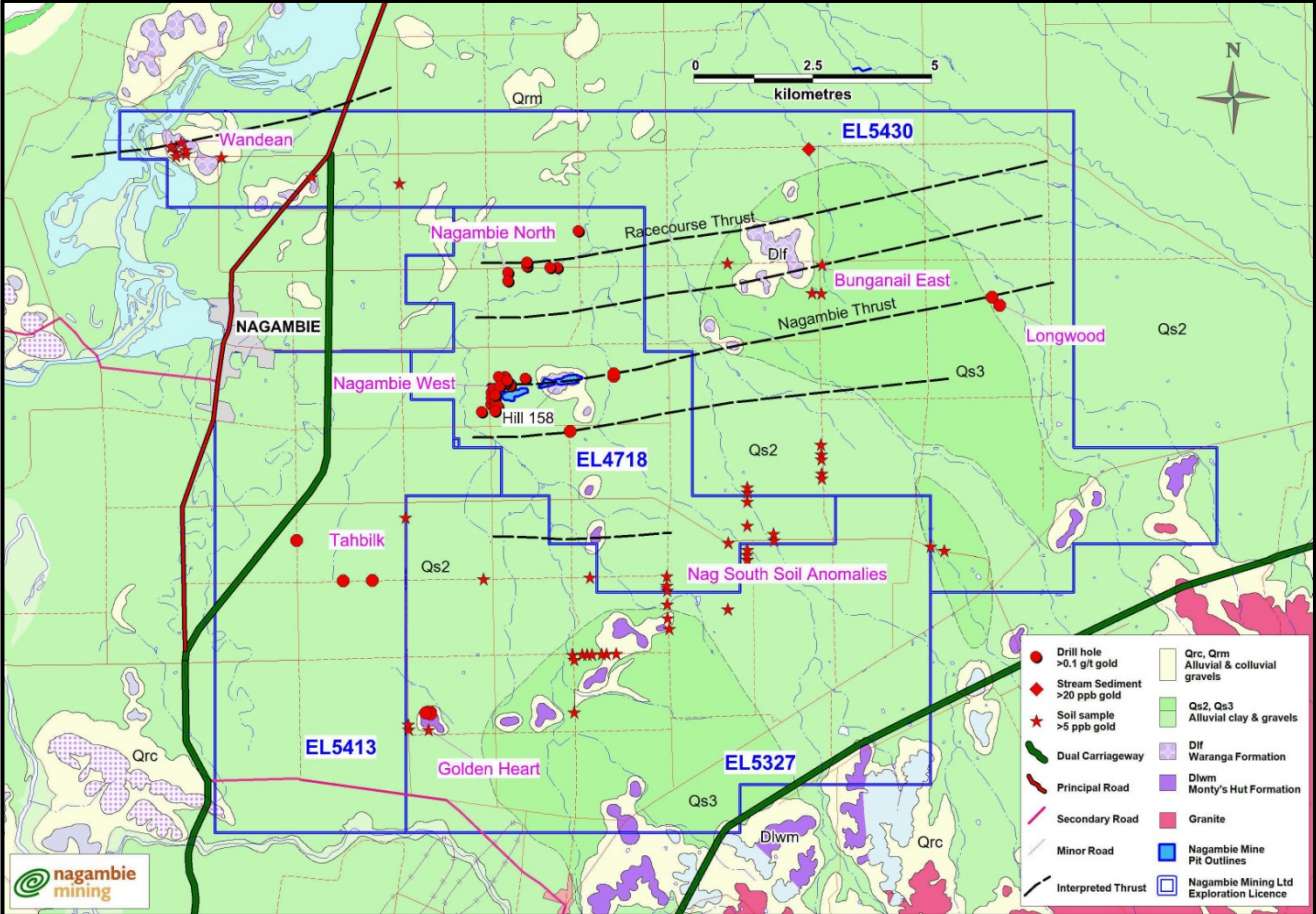 N
0 2.5 5
kilometres
Qrm
EL5430
Wandean
Racecourse Thrust
Nagambie North
Dlf
Bunganail East
Nagambie Thrust
NAGAMBIE
Longwood
Qs2
Nagambie West
Qs3
Hill 158
Qs2
EL4718
Tahbilk
Qs2
Nag South Soil Anomalies
EL5413
Golden Heart
EL5327
Qrc
Qs3
Dlwm
Qrc
Drill hole
>0.1 g/t gold
Stream Sediment
>20 ppb gold
Soil sample
>5 ppb gold
Dual Carriageway
Principal Road
Secondary Road
Minor Road
Interpreted Thrust
Qrc, Qrm
Alluvial & colluvial
gravels
Qs2, Qs3
Alluvial clay & gravels
Dlf
Waranga Formation
Dlwm
Monty's Hut Formation
Granite
Nagambie Mine
Pit Outlines
Nagambie Mining Ltd
Exploration Licence
nagambie
mining